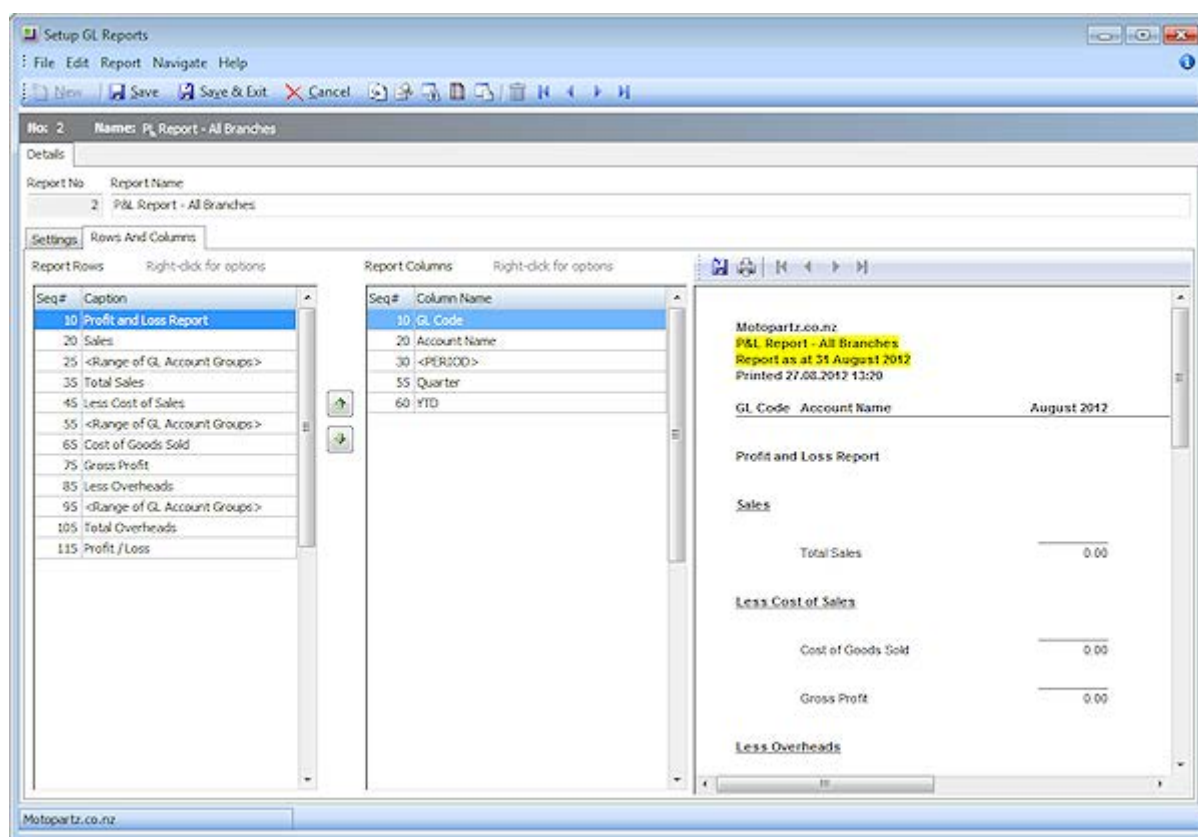 Setup GL Reports
File Edit Report Navigate Help
New Save Save & Exit Cancel
No: 2 Name: P&L Report - All Branches
Details
Report No Report Name
2 P&L Report - All Branches
Settings Rows And Columns
Report Rows Right-click for options
Seq# Caption
10 Profit and Loss Report
20 Sales
25 <Range of GL Account Groups>
35 Total Sales
45 Less Cost of Sales
55 <Range of GL Account Groups>
65 Cost of Goods Sold
75 Gross Profit
85 Less Overheads
95 <Range of GL Account Groups>
105 Total Overheads
115 Profit / Loss
Report Columns Right-click for options
Seq# Column Name
10 GL Code
20 Account Name
30 <PERIOD>
55 Quarter
60 YTD
Motopartz.co.nz
P&L Report - All Branches
Report as at 31 August 2012
Printed 27.08.2012 13:20
GL Code Account Name August 2012
Profit and Loss Report
Sales
Total Sales 0.00
Less Cost of Sales
Cost of Goods Sold 0.00
Gross Profit 0.00
Less Overheads
Motopartz.co.nz